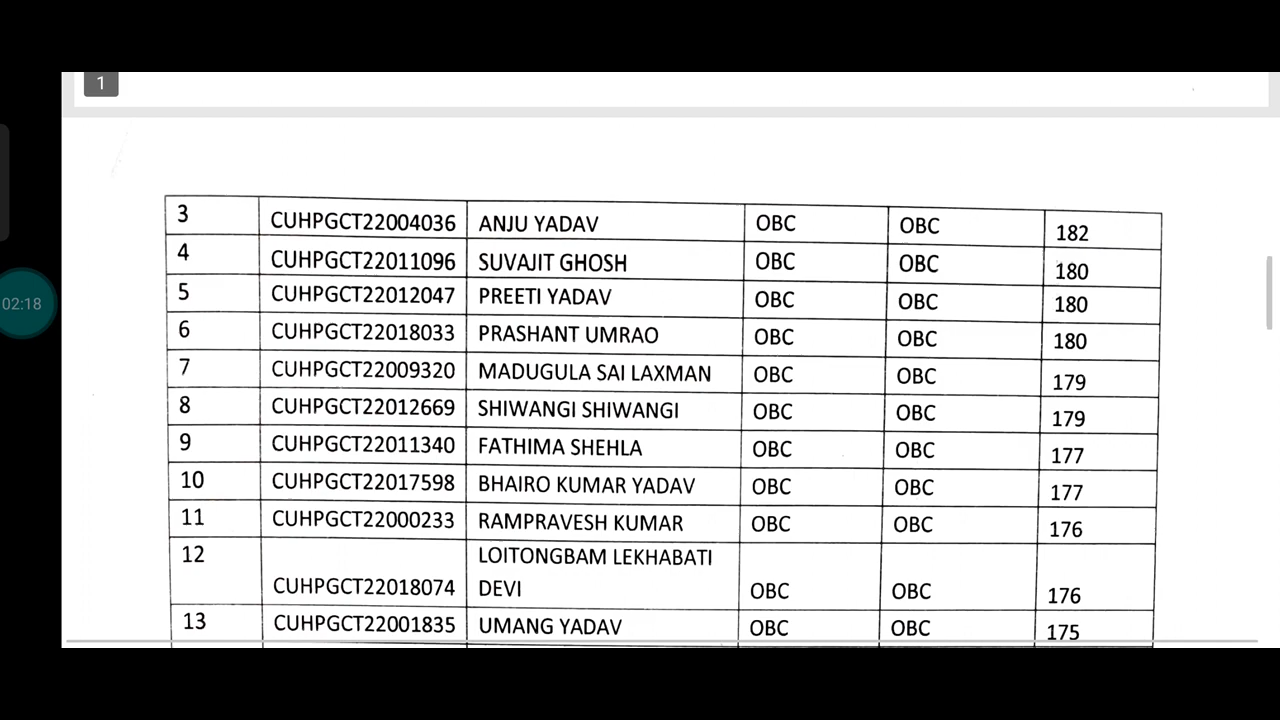 1
3 CUHPGCT22004036 ANJU YADAV OBC OBC 182
4 CUHPGCT22011096 SUVAJIT GHOSH OBC OBC 180
5 CUHPGCT22012047 PREETI YADAV OBC OBC 180
6 CUHPGCT22018033 PRASHANT UMRAO OBC OBC 180
7 CUHPGCT22009320 MADUGULA SAI LAXMAN OBC OBC 179
8 CUHPGCT22012669 SHIWANGI SHIWANGI OBC OBC 179
9 CUHPGCT22011340 FATHIMA SHEHLA OBC OBC 177
10 CUHPGCT22017598 BHAIRO KUMAR YADAV OBC OBC 177
11 CUHPGCT22000233 RAMPRAVESH KUMAR OBC OBC 176
12 LOITONGBAM LEKHABATI
CUHPGCT22018074 DEVI OBC OBC 176
13 CUHPGCT22001835 UMANG YADAV OBC OBC 175
02:18